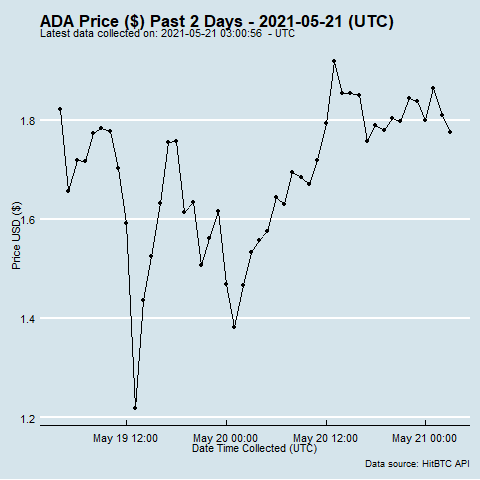 ADA Price ($) Past 2 Days - 2021-05-21 (UTC)
Latest data collected on: 2021-05-21 03:00:56 - UTC
Price USD ($)
1.8
1.6
1.4
1.2
May 19 12:00
May 20 00:00
May 20 12:00
May 21 00:00
Date Time Collected (UTC)
Data source: HitBTC API